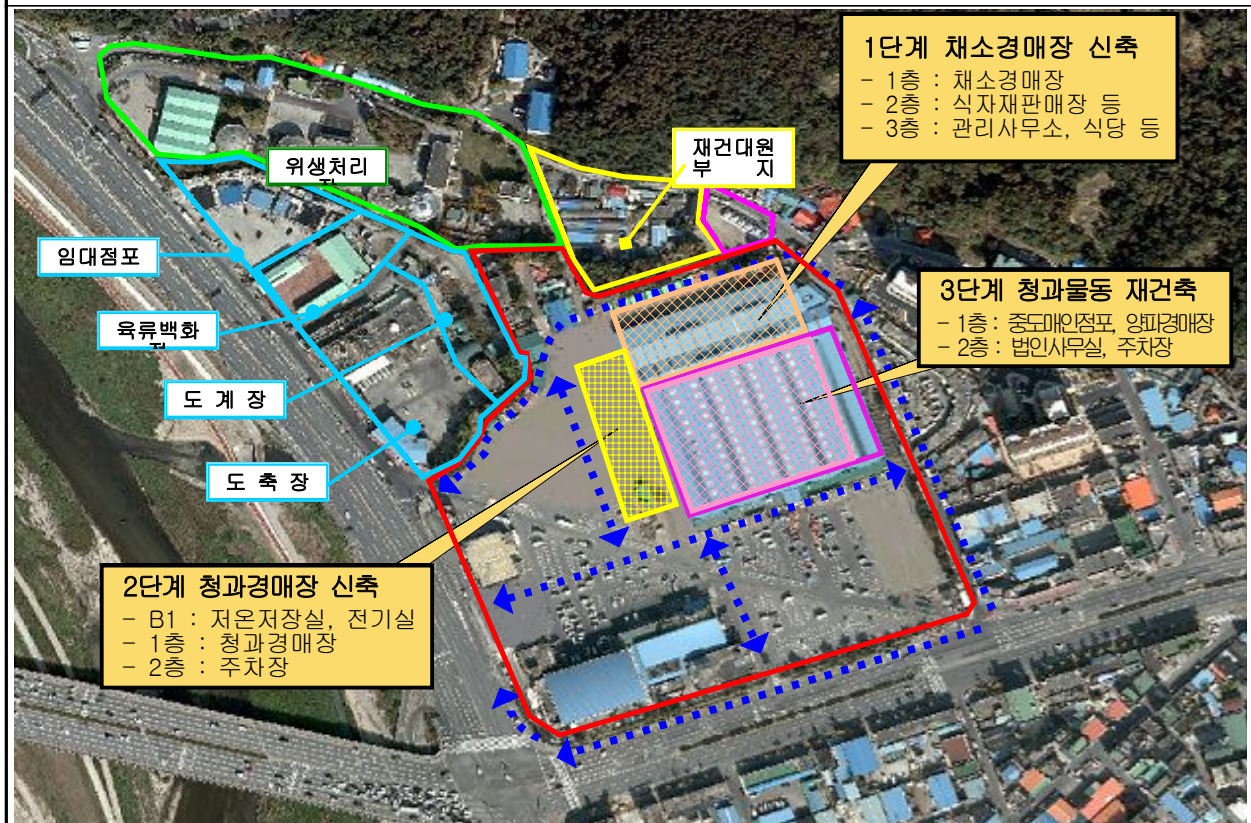 1단계 채소경매장 신축
- 1층 : 채소경매장
- 2층 : 식자재판매장 등
- 3층 : 관리사무소, 식당 등
재건대원
부 지
위생처리
임대점포
육류백화
도 계 장
도 축 장
3단계 청과물동 재건축
- 1층 : 중도매인점포, 양파경매장
- 2층 : 법인사무실, 주차장
2단계 청과경매장 신축
- B1 : 저온저장실, 전기실
- 1층 : 청과경매장
- 2층 : 주차장